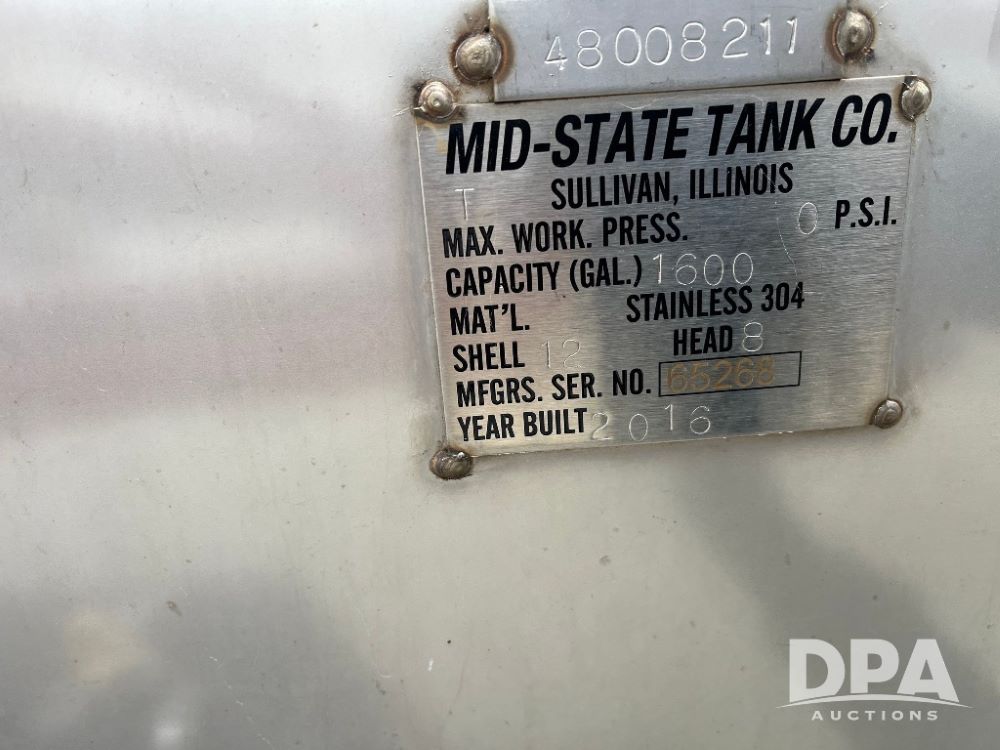 48008211
MID-STATE TANK CO.
T SULLIVAN, ILLINOIS
MAX. WORK. PRESS. 0 P.S.I.
CAPACITY (GAL.) 1600
MAT'L. STAINLESS 304
SHELL 12 HEAD 8
MFGRS. SER. NO. 65268
YEAR BUILT 2016
DPA
AUCTIONS